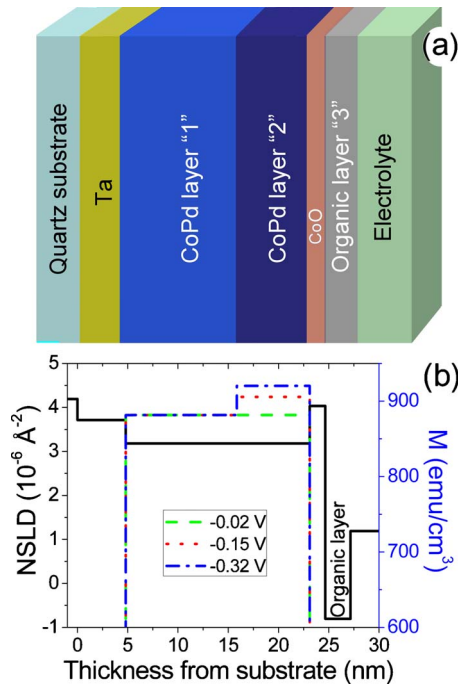 (a)
Quartz substrate
Ta
CoPd layer “1”
CoPd layer “2”
CoO
Organic layer “3”
Electrolyte
(b)
NSLD (10⁻⁶ Å⁻²)
5
4
3
2
1
0
-1
-0.02 V
-0.15 V
-0.32 V
Organic layer
900
800
700
600
M (emu/cm³)
0 5 10 15 20 25 30
Thickness from substrate (nm)